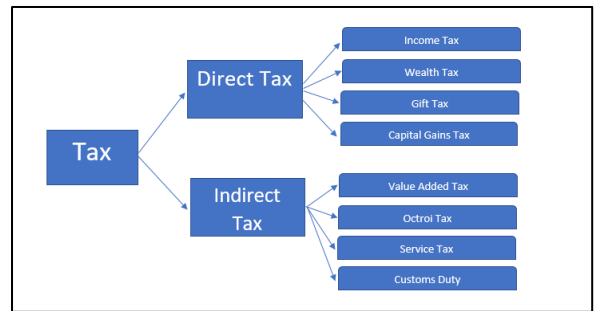 Tax
Direct Tax
Income Tax
Wealth Tax
Gift Tax
Capital Gains Tax
Indirect
Tax
Value Added Tax
Octroi Tax
Service Tax
Customs Duty